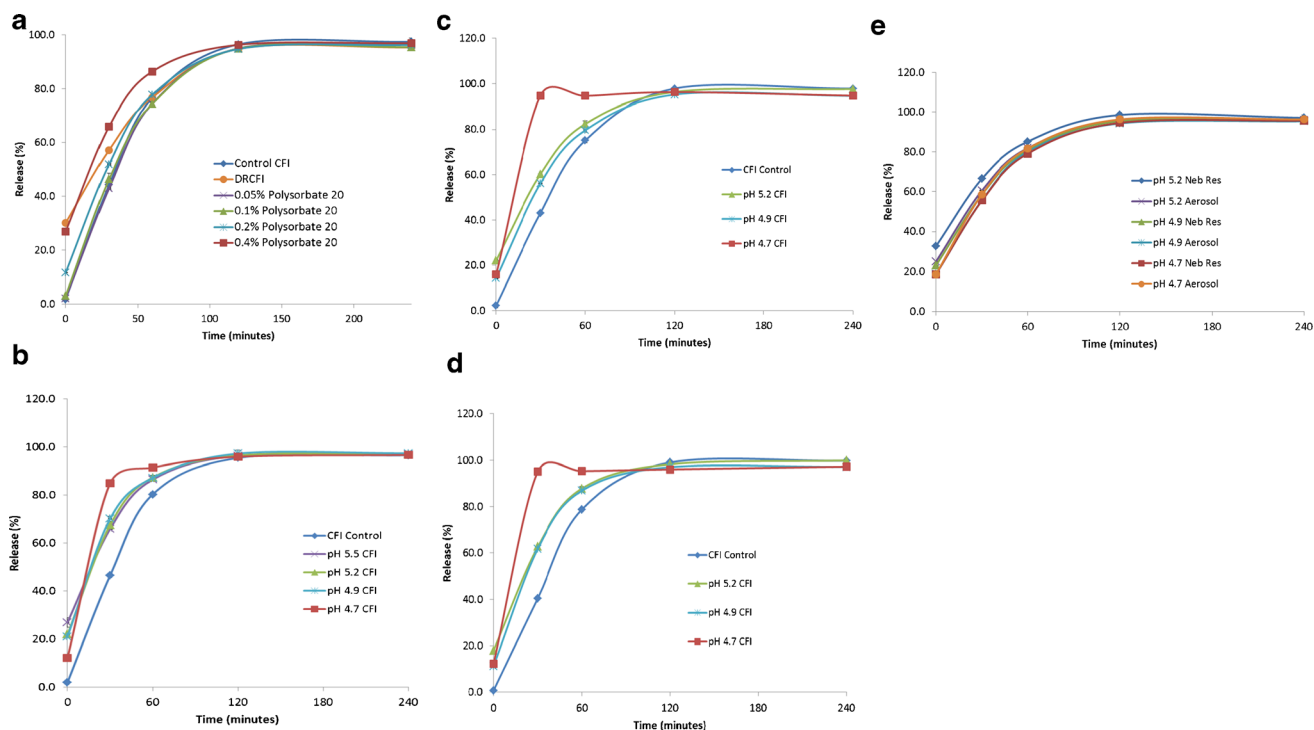 a
100.0
80.0
60.0
40.0
20.0
0.0
Release (%)
0
50
100
150
200
Time (minutes)
Control CFI
DRCFI
0.05% Polysorbate 20
0.1% Polysorbate 20
0.2% Polysorbate 20
0.4% Polysorbate 20
b
120.0
100.0
80.0
60.0
40.0
20.0
0.0
Release (%)
0
60
120
180
240
Time (minutes)
CFI Control
pH 5.5 CFI
pH 5.2 CFI
pH 4.9 CFI
pH 4.7 CFI
c
120.0
100.0
80.0
60.0
40.0
20.0
0.0
Release (%)
0
60
120
180
240
Time (minutes)
CFI Control
pH 5.2 CFI
pH 4.9 CFI
pH 4.7 CFI
d
120.0
100.0
80.0
60.0
40.0
20.0
0.0
Release (%)
0
60
120
180
240
Time (minutes)
CFI Control
pH 5.2 CFI
pH 4.9 CFI
pH 4.7 CFI
e
120.0
100.0
80.0
60.0
40.0
20.0
0.0
Release (%)
0
60
120
180
240
Time (minutes)
pH 5.2 Neb Res
pH 5.2 Aerosol
pH 4.9 Neb Res
pH 4.9 Aerosol
pH 4.7 Neb Res
pH 4.7 Aerosol